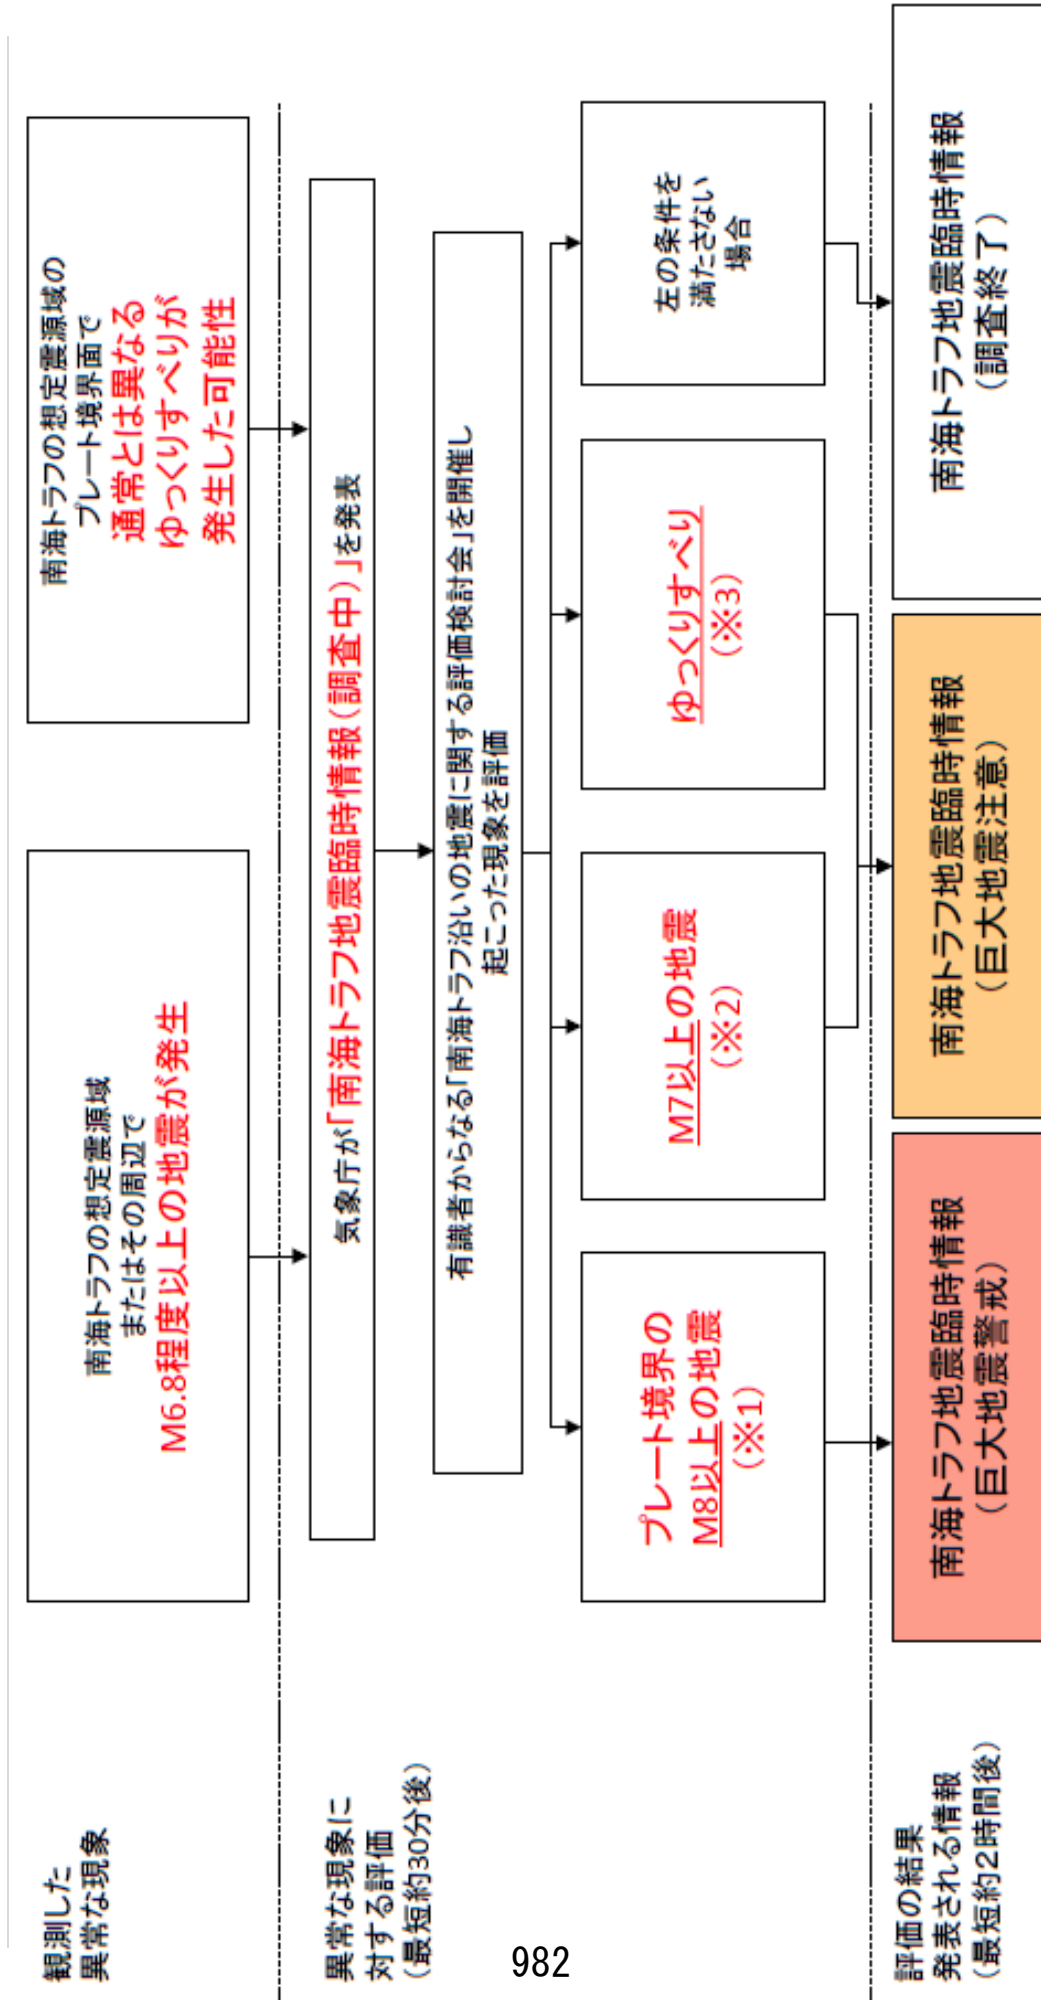 観測した
異常な現象
南海トラフの想定震源域
またはその周辺で
M6.8程度以上の地震が発生
南海トラフの想定震源域の
プレート境界面で
通常とは異なる
ゆっくりすべりが
発生した可能性
異常な現象に
対する評価
（最短約30分後）
気象庁が「南海トラフ地震臨時情報（調査中）」を発表
有識者からなる「南海トラフ沿いの地震に関する評価検討会」を開催し
起こった現象を評価
プレート境界の
M8以上の地震
（※1）
M7以上の地震
（※2）
ゆっくりすべり
（※3）
左の条件を
満たさない
場合
評価の結果
発表される情報
（最短約2時間後）
南海トラフ地震臨時情報
（巨大地震警戒）
南海トラフ地震臨時情報
（巨大地震注意）
南海トラフ地震臨時情報
（調査終了）
982